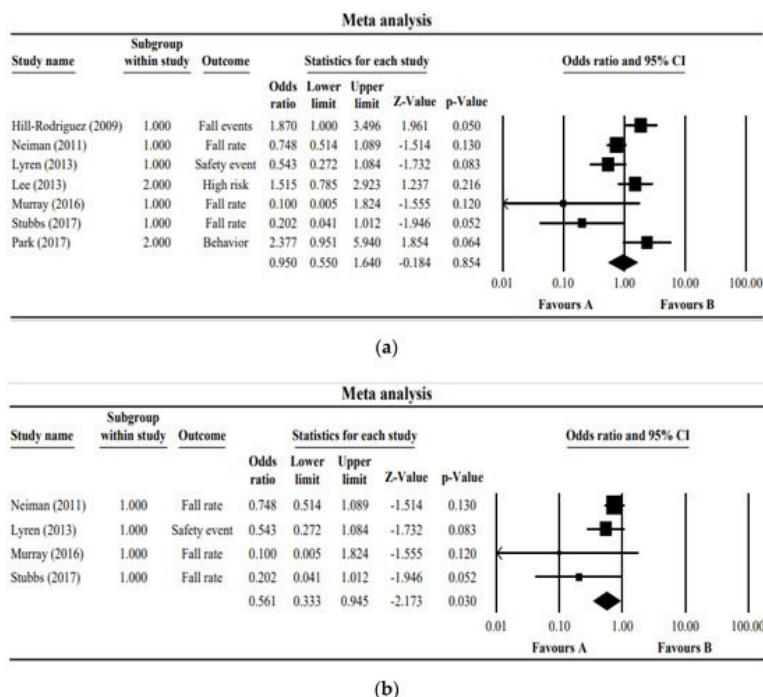 Meta analysis
Study name Subgroup within study Outcome Statistics for each study Odds ratio and 95% CI
Odds ratio Lower limit Upper limit Z-Value p-Value
Hill-Rodriguez (2009) 1.000 Fall events 1.870 1.000 3.496 1.961 0.050
Neiman (2011) 1.000 Fall rate 0.748 0.514 1.089 -1.514 0.130
Lyren (2013) 1.000 Safety event 0.543 0.272 1.084 -1.732 0.083
Lee (2013) 2.000 High risk 1.515 0.785 2.923 1.237 0.216
Murray (2016) 1.000 Fall rate 0.100 0.005 1.824 -1.555 0.120
Stubbs (2017) 1.000 Fall rate 0.202 0.041 1.012 -1.946 0.052
Park (2017) 2.000 Behavior 2.377 0.951 5.940 1.854 0.064
0.950 0.550 1.640 -0.184 0.854
0.01 0.10 1.00 10.00 100.00
Favours A Favours B
(a)
Meta analysis
Study name Subgroup within study Outcome Statistics for each study Odds ratio and 95% CI
Odds ratio Lower limit Upper limit Z-Value p-Value
Neiman (2011) 1.000 Fall rate 0.748 0.514 1.089 -1.514 0.130
Lyren (2013) 1.000 Safety event 0.543 0.272 1.084 -1.732 0.083
Murray (2016) 1.000 Fall rate 0.100 0.005 1.824 -1.555 0.120
Stubbs (2017) 1.000 Fall rate 0.202 0.041 1.012 -1.946 0.052
0.561 0.333 0.945 -2.173 0.030
0.01 0.10 1.00 10.00 100.00
Favours A Favours B
(b)